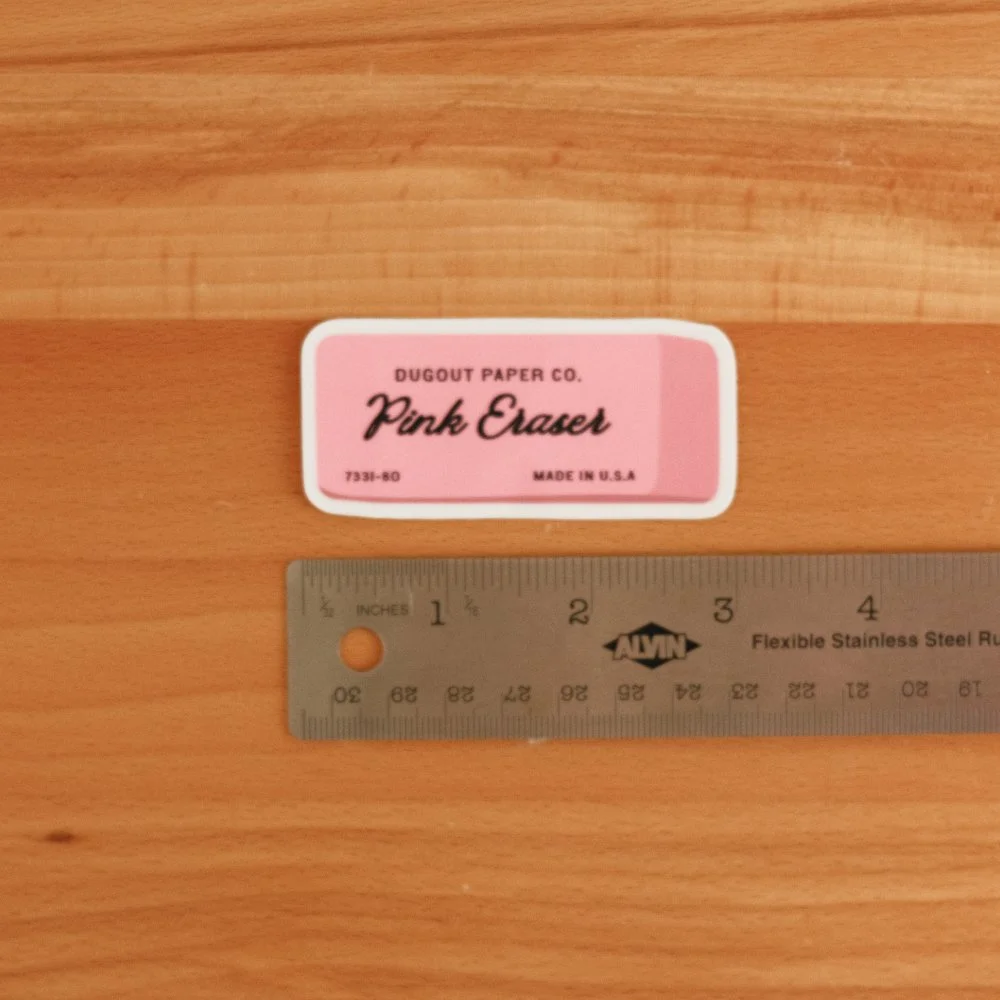 DUGOUT PAPER CO.
Pink Eraser
7331-80 MADE IN U.S.A
INCHES 1 2 3 4
ALVIN Flexible Stainless Steel Ru
30 29 28 27 26 25 24 23 22 21 20 19